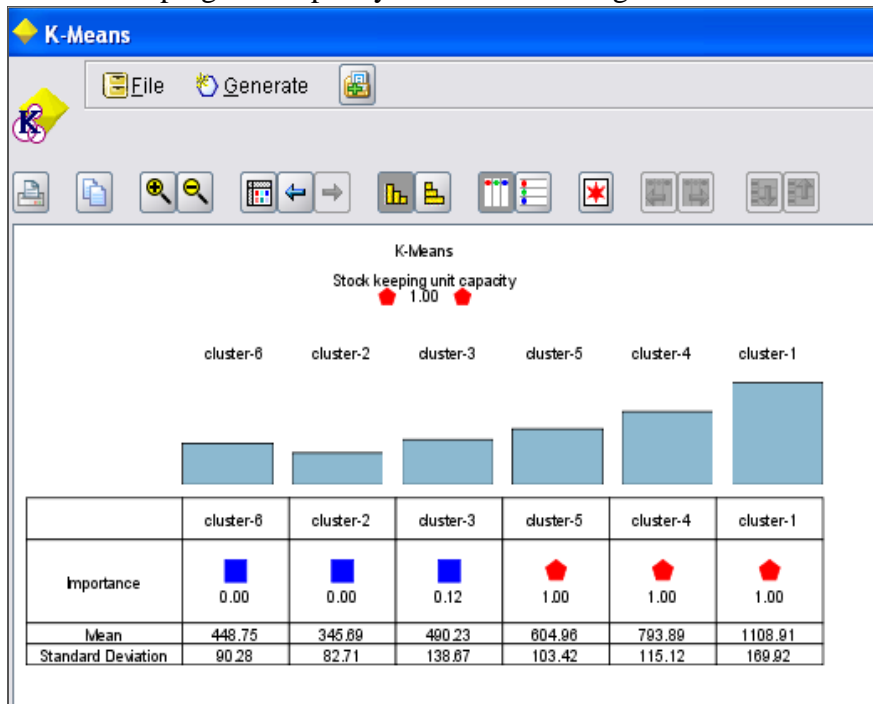 K-Means
File Generate
K
K-Means
Stock keeping unit capacity
1.00
cluster-6 cluster-2 cluster-3 cluster-5 cluster-4 cluster-1
cluster-6 cluster-2 cluster-3 cluster-5 cluster-4 cluster-1
Importance 0.00 0.00 0.12 1.00 1.00 1.00
Mean 448.75 345.69 490.23 604.96 793.89 1108.91
Standard Deviation 90.28 82.71 138.67 103.42 115.12 169.92